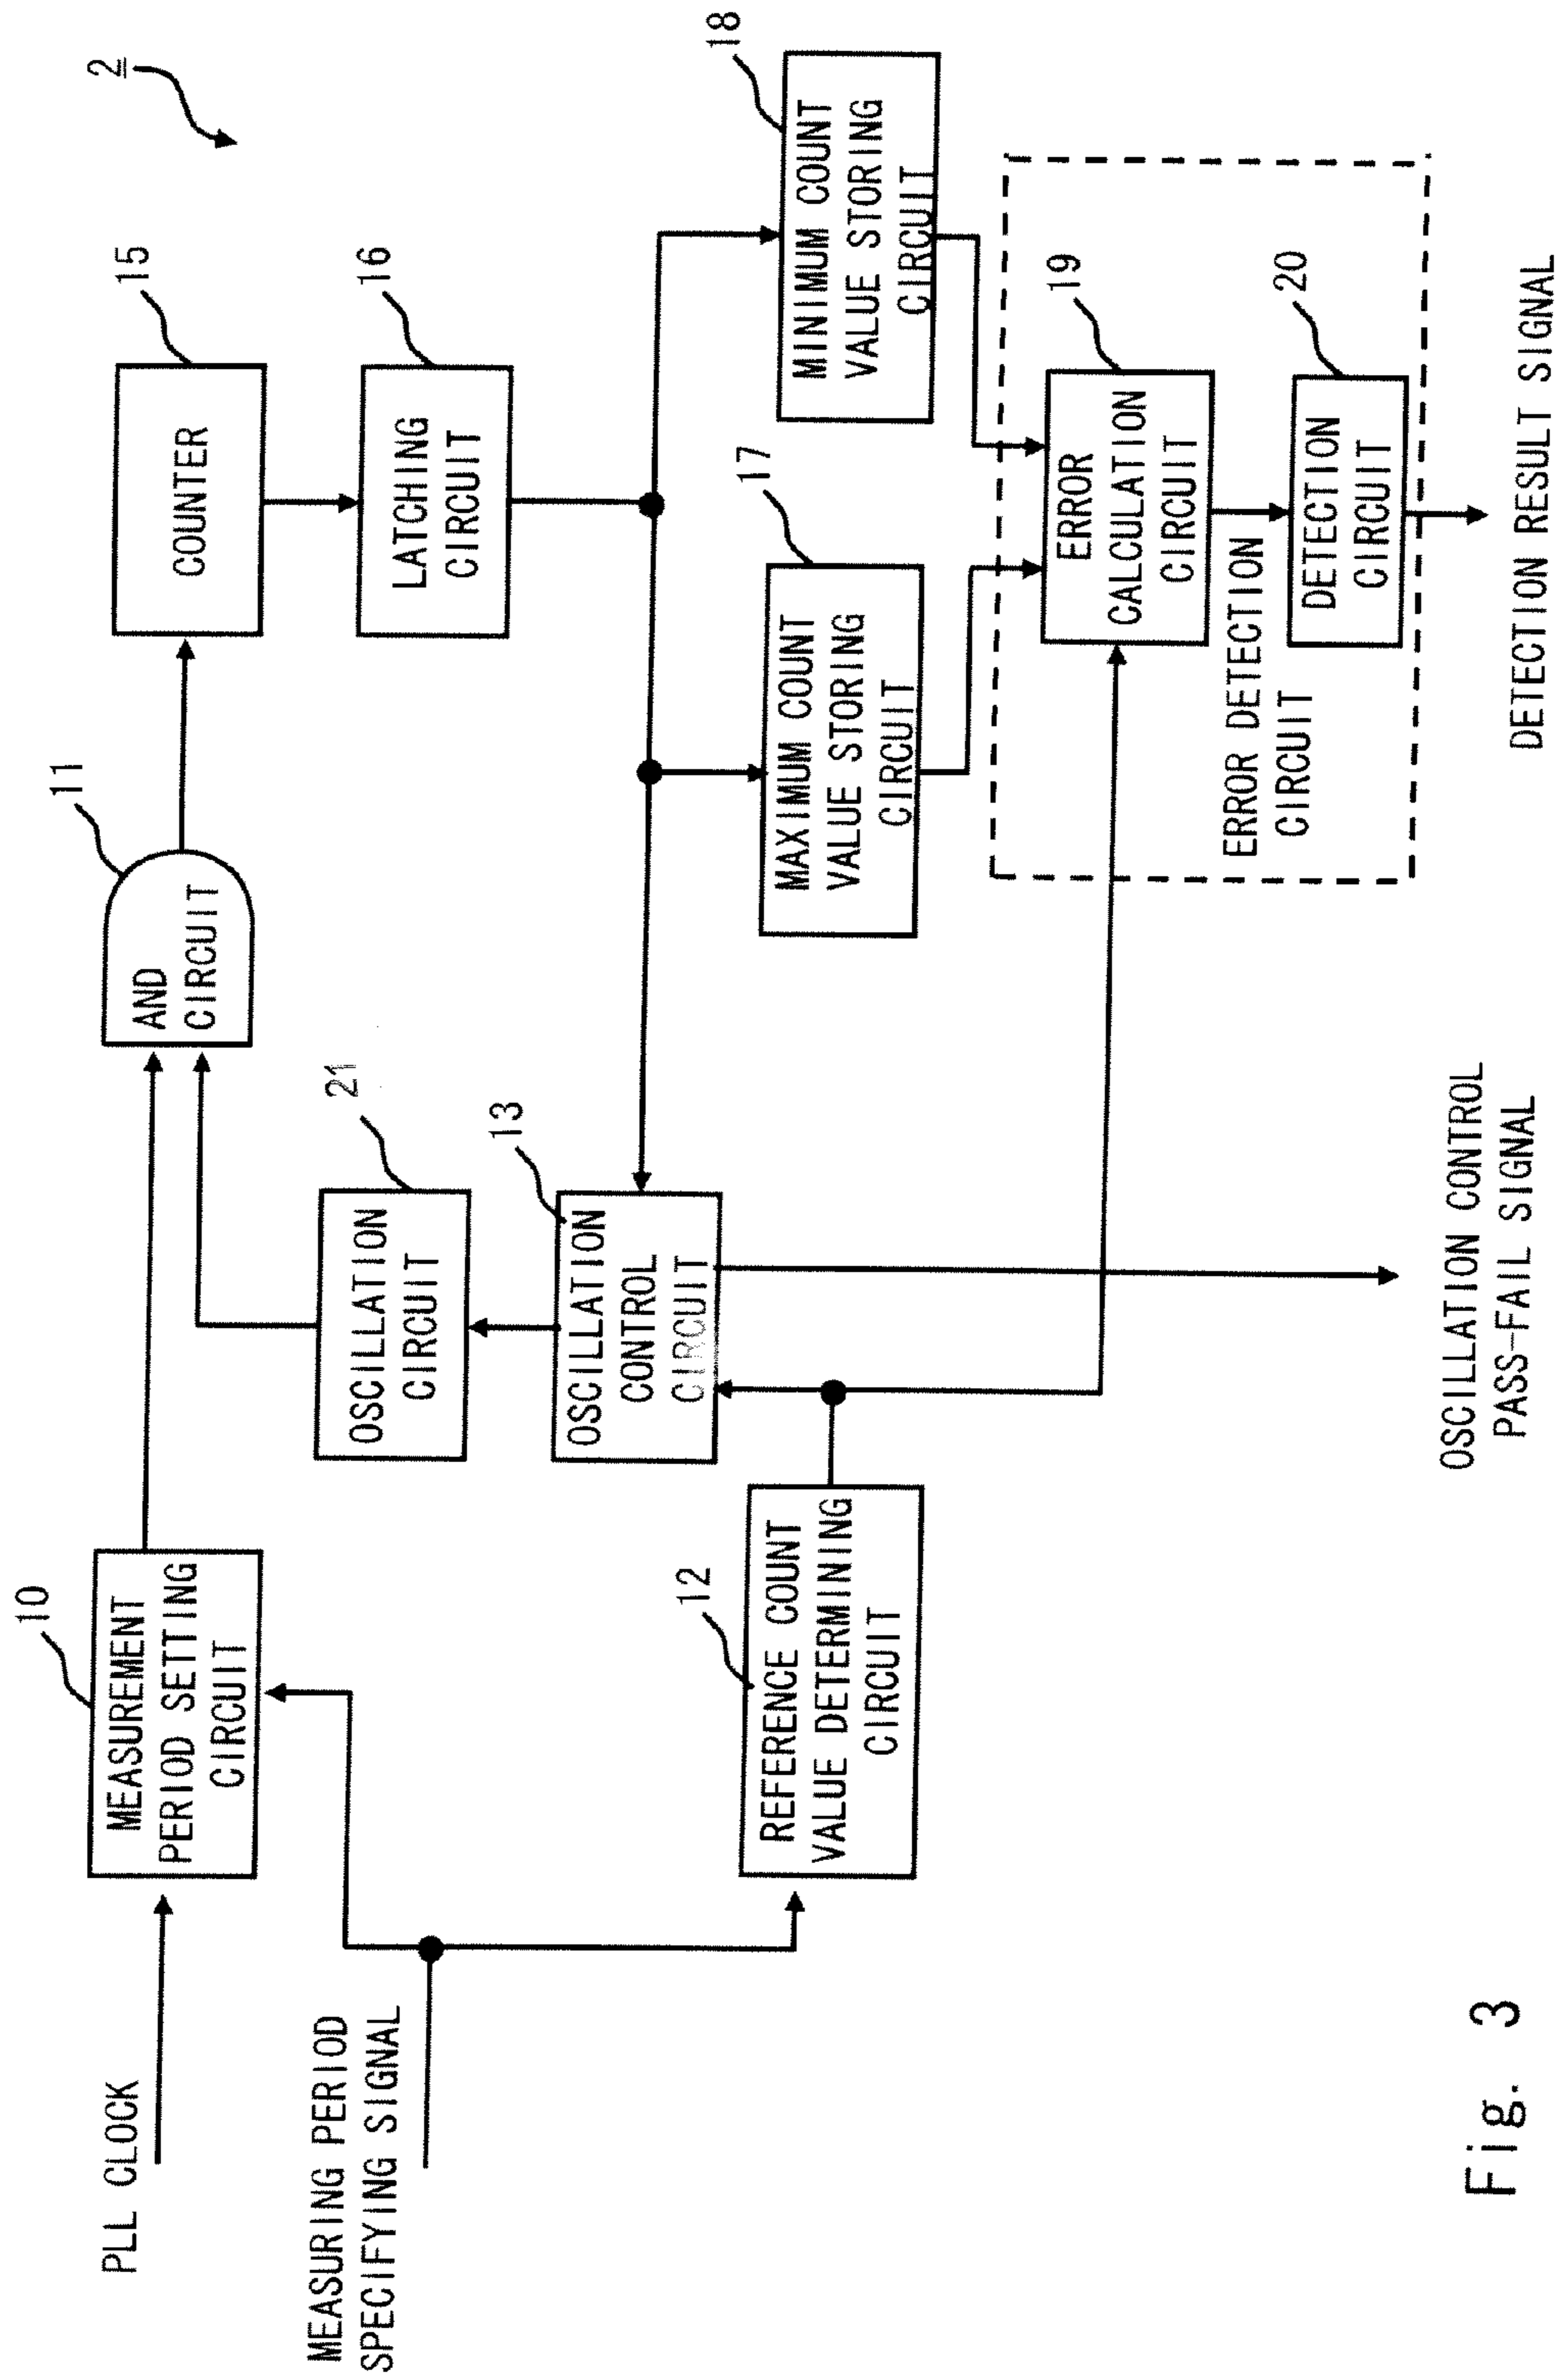 2
PLL CLOCK
10
MEASUREMENT
PERIOD SETTING
CIRCUIT
11
AND
CIRCUIT
15
COUNTER
MEASURING PERIOD
SPECIFYING SIGNAL
21
OSCILLATION
CIRCUIT
16
LATCHING
CIRCUIT
13
OSCILLATION
CONTROL
CIRCUIT
12
REFERENCE COUNT
VALUE DETERMINING
CIRCUIT
17
MAXIMUM COUNT
VALUE STORING
CIRCUIT
18
MINIMUM COUNT
VALUE STORING
CIRCUIT
19
ERROR
CALCULATION
CIRCUIT
ERROR DETECTION
CIRCUIT
20
DETECTION
CIRCUIT
OSCILLATION CONTROL
PASS-FAIL SIGNAL
DETECTION RESULT SIGNAL
Fig. 3